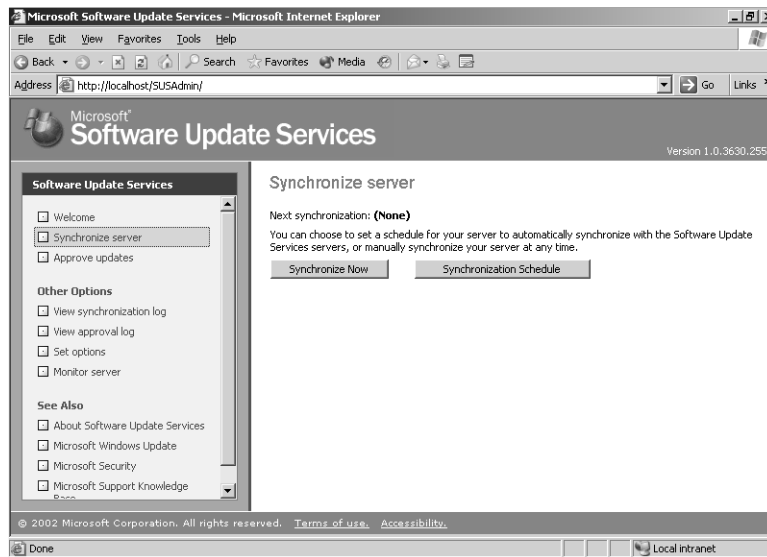 Microsoft Software Update Services - Microsoft Internet Explorer
File Edit View Favorites Tools Help
Back Search Favorites Media
Address http://localhost/SUSAdmin/ Go Links
Microsoft®
Software Update Services
Version 1.0.3630.255
Software Update Services
Welcome
Synchronize server
Approve updates
Other Options
View synchronization log
View approval log
Set options
Monitor server
See Also
About Software Update Services
Microsoft Windows Update
Microsoft Security
Microsoft Support Knowledge
Base
Synchronize server
Next synchronization: (None)
You can choose to set a schedule for your server to automatically synchronize with the Software Update
Services servers, or manually synchronize your server at any time.
Synchronize Now Synchronization Schedule
© 2002 Microsoft Corporation. All rights reserved. Terms of use. Accessibility.
Done Local intranet